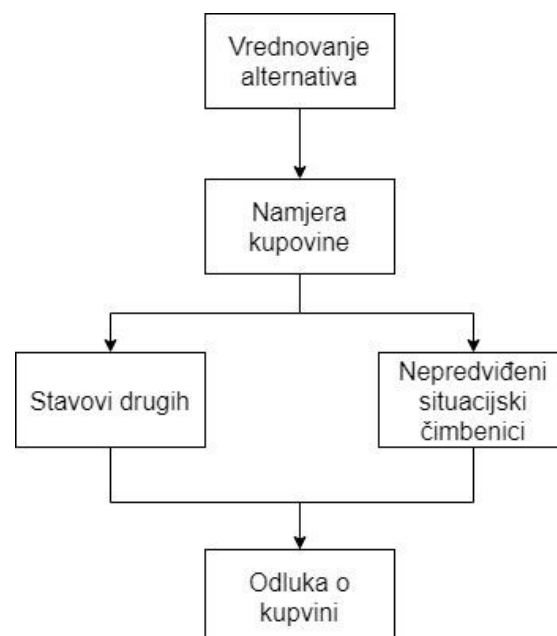 Vrednovanje
alternativa
Namjera
kupovine
Stavovi drugih
Nepredviđeni
situacijski
čimbenici
Odluka o
kupvini